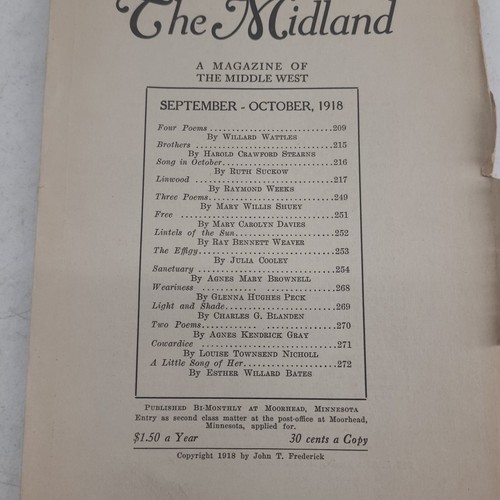 The Midland
A MAGAZINE OF
THE MIDDLE WEST
SEPTEMBER - OCTOBER, 1918
Four Poems ..............................209
By WILLARD WATTLES
Brothers ..............................215
By HAROLD CRAWFORD STEARNS
Song in October..............................216
By RUTH SUCKOW
Linwood ..............................217
By RAYMOND WEEKS
Three Poems..............................249
By MARY WILLIS SHUEY
Free ..............................251
By MARY CAROLYN DAVIES
Lintels of the Sun..............................252
By RAY BENNETT WEAVER
The Effigy..............................253
By JULIA COOLEY
Sanctuary ..............................254
By AGNES MARY BROWNELL
Weariness ..............................268
By GLENNA HUGHES PECK
Light and Shade..............................269
By CHARLES G. BLANDEN
Two Poems..............................270
By AGNES KENDRICK GRAY
Cowardice ..............................271
By LOUISE TOWNSEND NICHOLL
A Little Song of Her..............................272
By ESTHER WILLARD BATES
PUBLISHED BI-MONTHLY AT MOORHEAD, MINNESOTA
Entry as second class matter at the post-office at Moorhead,
Minnesota, applied for.
$1.50 a Year 30 cents a Copy
Copyright 1918 by John T. Frederick